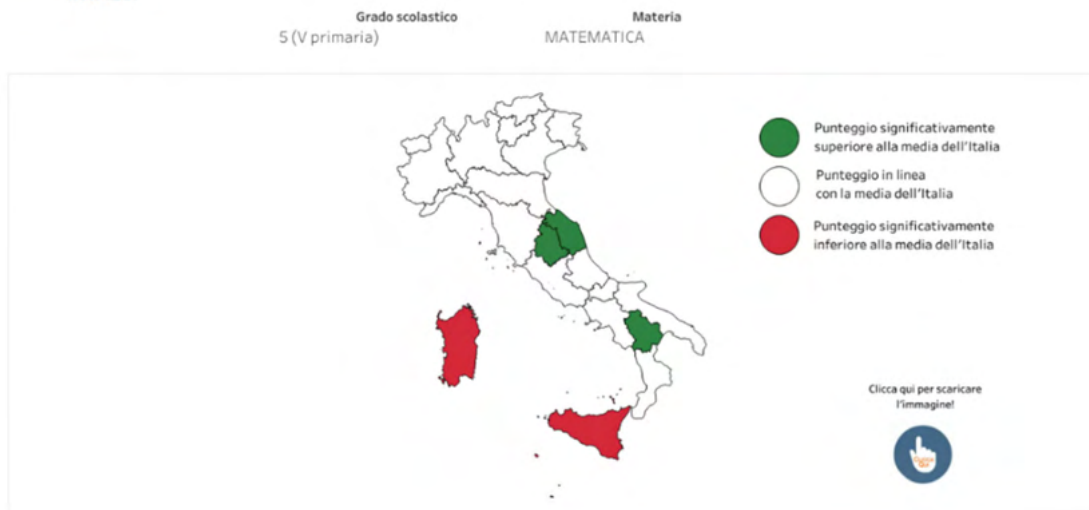 Grado scolastico
Materia
5 (V primaria)
MATEMATICA
Punteggio significativamente
superiore alla media dell'Italia
Punteggio in linea
con la media dell'Italia
Punteggio significativamente
inferiore alla media dell'Italia
Clicca qui per scaricare
l'immagine!